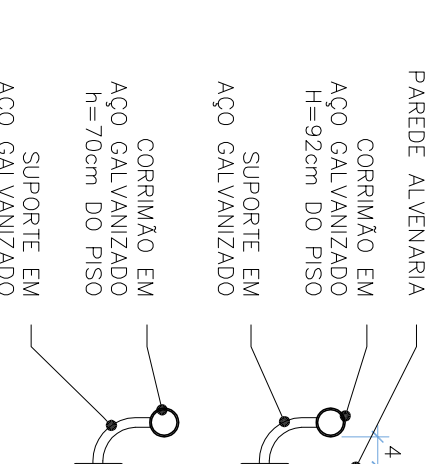 PAREDE ALVENARIA
CORRIMÃO EM
AÇO GALVANIZADO
H=92cm DO PISO
SUPORTE EM
AÇO GALVANIZADO
CORRIMÃO EM
AÇO GALVANIZADO
h=70cm DO PISO
SUPORTE EM
AÇO GALVANIZADO
4